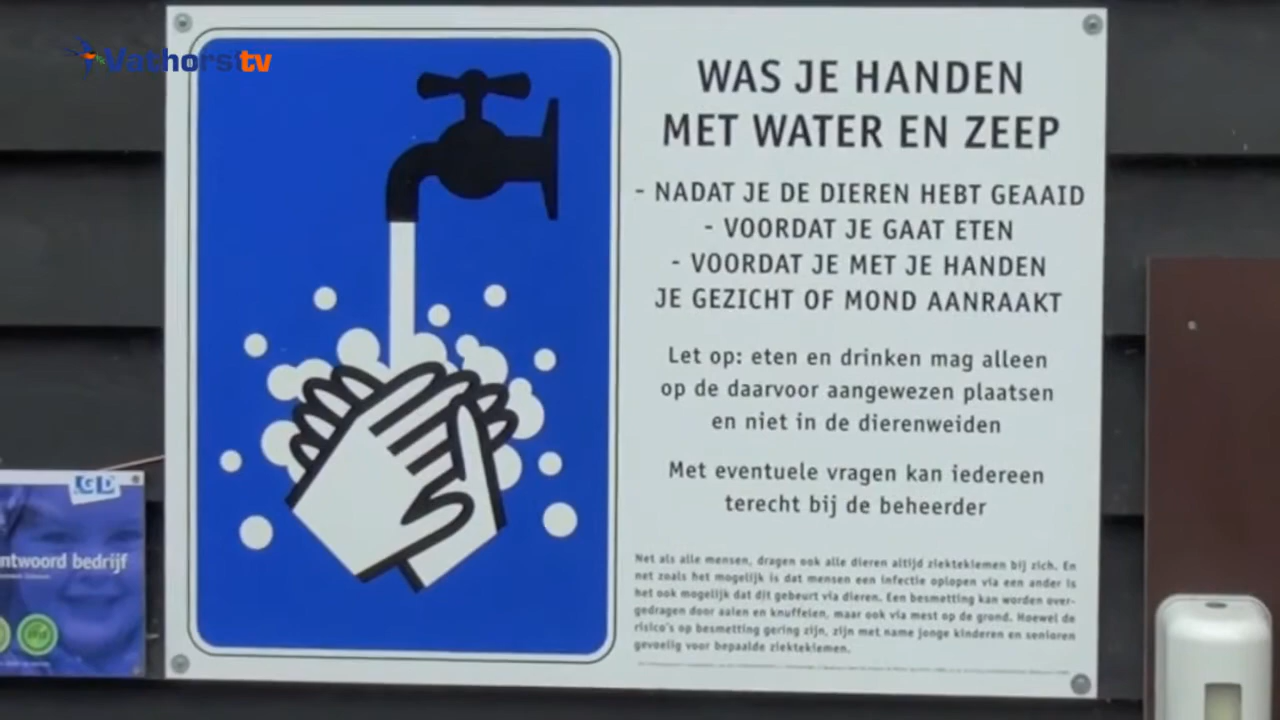 Vathorst tv
WAS JE HANDEN
MET WATER EN ZEEP
- NADAT JE DE DIEREN HEBT GEAAID
- VOORDAT JE GAAT ETEN
- VOORDAT JE MET JE HANDEN
JE GEZICHT OF MOND AANRAAKT
Let op: eten en drinken mag alleen
op de daarvoor aangewezen plaatsen
en niet in de dierenweiden
Met eventuele vragen kan iedereen
terecht bij de beheerder
Net als alle mensen, dragen ook alle dieren altijd ziektekiemen bij zich. En
net zoals het mogelijk is dat mensen een infectie oplopen via een ander is
het ook mogelijk dat dit gebeurt via dieren. Een besmetting kan worden over-
gedragen door aaien en knuffelen, maar ook via mest op de grond. Hoewel de
risico's op besmetting gering zijn, zijn met name jonge kinderen en senioren
gevoelig voor bepaalde ziektekiemen.
GD
ntwoord bedrijf